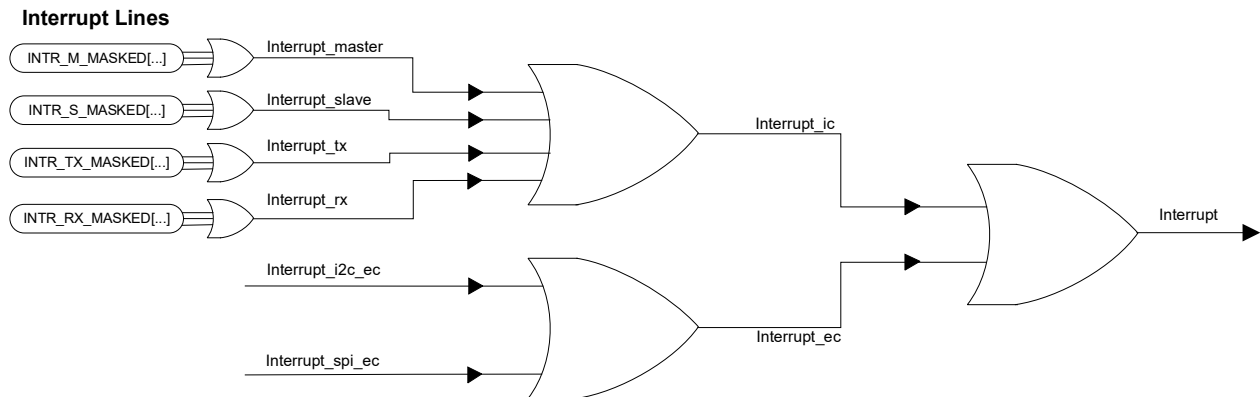 Interrupt Lines
INTR_M_MASKED[...]
Interrupt_master
INTR_S_MASKED[...]
Interrupt_slave
INTR_TX_MASKED[...]
Interrupt_tx
INTR_RX_MASKED[...]
Interrupt_rx
Interrupt_ic
Interrupt
Interrupt_i2c_ec
Interrupt_spi_ec
Interrupt_ec